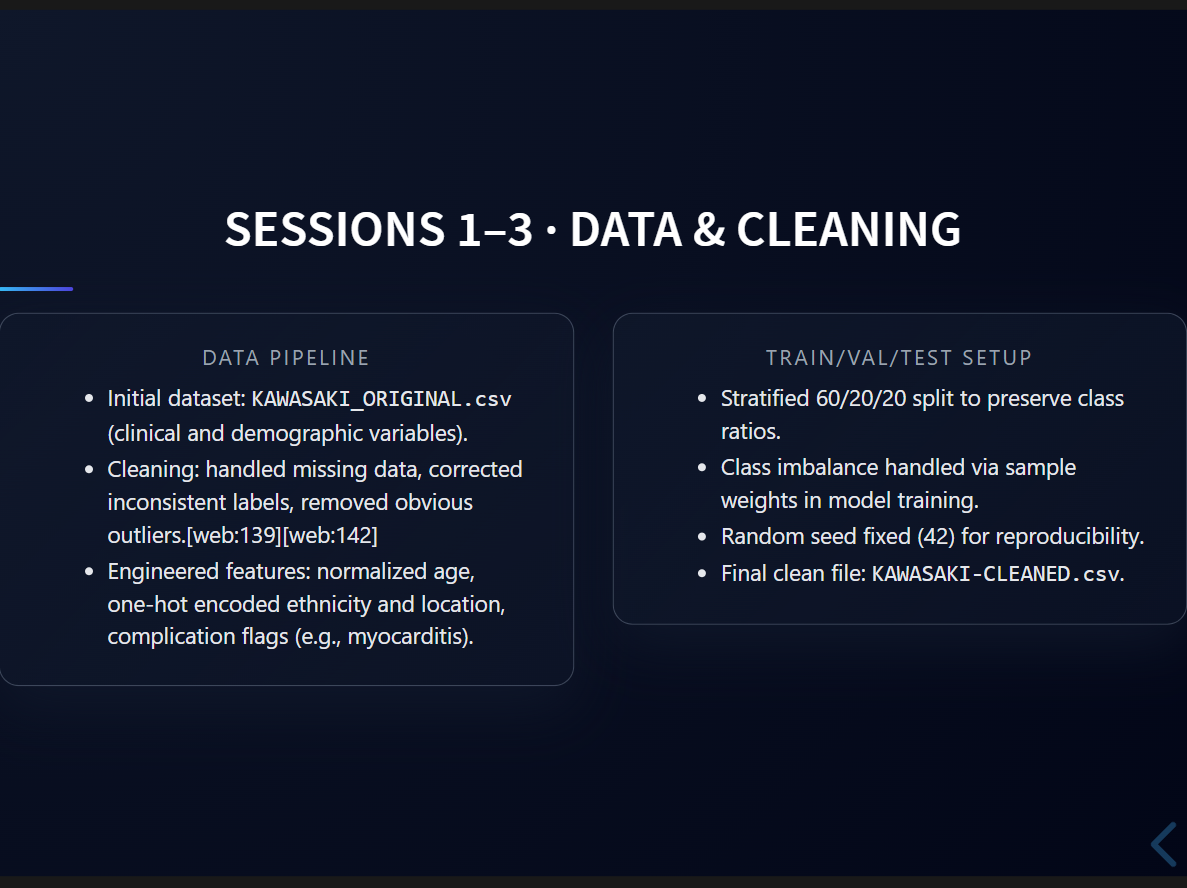 SESSIONS 1–3 · DATA & CLEANING
DATA PIPELINE
Initial dataset: KAWASAKI_ORIGINAL.csv
(clinical and demographic variables).
Cleaning: handled missing data, corrected
inconsistent labels, removed obvious
outliers.[web:139][web:142]
Engineered features: normalized age,
one-hot encoded ethnicity and location,
complication flags (e.g., myocarditis).
TRAIN/VAL/TEST SETUP
Stratified 60/20/20 split to preserve class
ratios.
Class imbalance handled via sample
weights in model training.
Random seed fixed (42) for reproducibility.
Final clean file: KAWASAKI-CLEANED.csv.